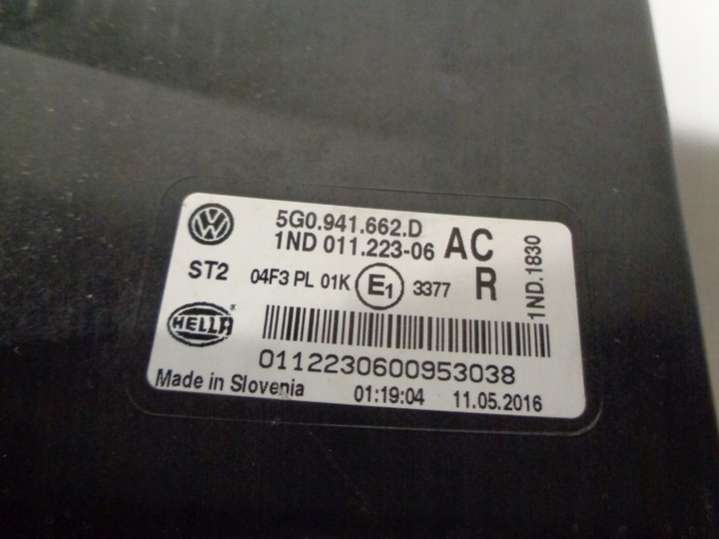 5G0.941.662.D
1ND 011.223-06 AC
ST2 04F3 PL 01K E1 3377 R
1ND.1830
HELLA
0112230600953038
Made in Slovenia 01:19:04 11.05.2016